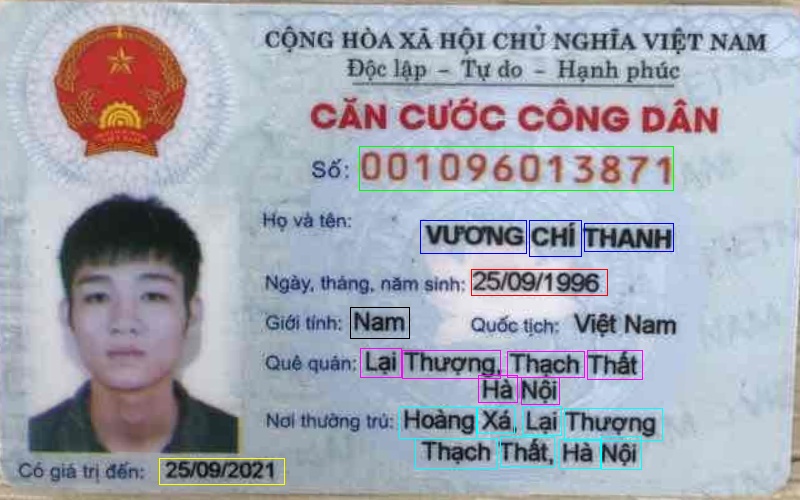 CỘNG HÒA XÃ HỘI CHỦ NGHĨA VIỆT NAM
Độc lập – Tự do – Hạnh phúc
CĂN CƯỚC CÔNG DÂN
Số: 001096013871
Họ và tên: VƯƠNG CHÍ THANH
Ngày, tháng, năm sinh: 25/09/1996
Giới tính: Nam Quốc tịch: Việt Nam
Quê quán: Lại Thượng, Thạch Thất
Hà Nội
Nơi thường trú: Hoàng Xá, Lại Thượng
Thạch Thất, Hà Nội
Có giá trị đến: 25/09/2021